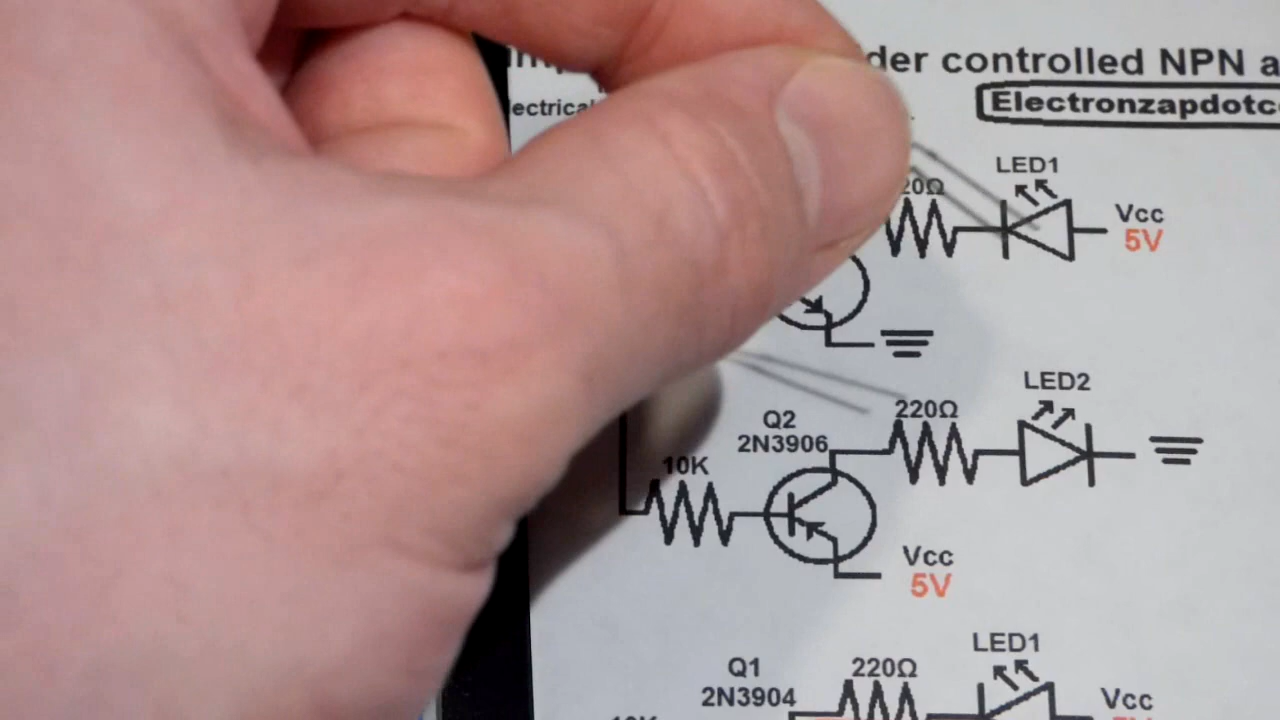 der controlled NPN a
Electronzapdotc
LED1
20Ω
Vcc
5V
LED2
Q2
220Ω
2N3906
10K
Vcc
5V
LED1
Q1
220Ω
2N3904
Vcc